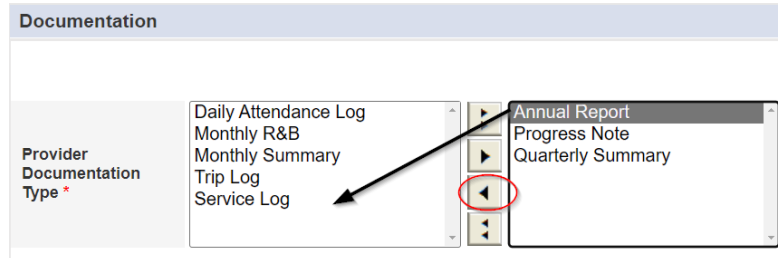 Documentation
Provider
Documentation
Type *
Daily Attendance Log
Monthly R&B
Monthly Summary
Trip Log
Service Log
Annual Report
Progress Note
Quarterly Summary